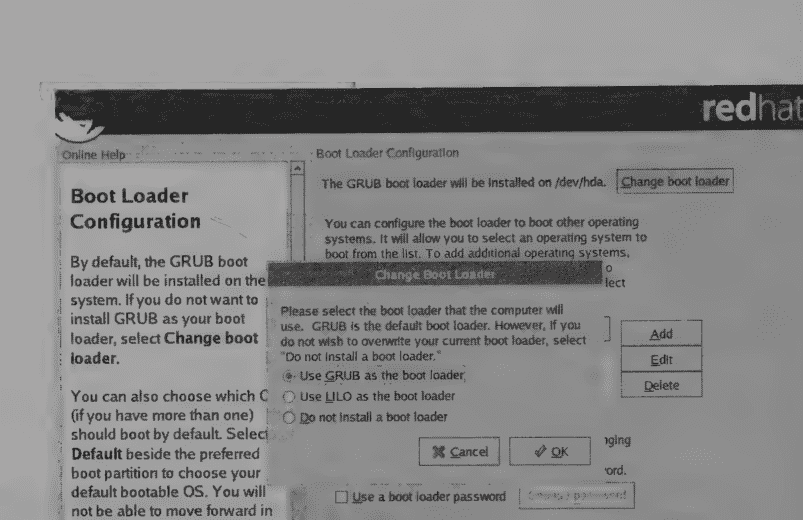 redhat
Online Help
Boot Loader
Configuration
By default, the GRUB boot
loader will be installed on the
system. If you do not want to
install GRUB as your boot
loader, select Change boot
loader.
You can also choose which O
(if you have more than one)
should boot by default. Select
Default beside the preferred
boot partition to choose your
default bootable OS. You will
not be able to move forward in
Boot Loader Configuration
The GRUB boot loader will be installed on /dev/hda.
Change boot loader
You can configure the boot loader to boot other operating
systems. It will allow you to select an operating system to
boot from the list. To add additional operating systems,
o
lect
Change Boot Loader
Please select the boot loader that the computer will
use. GRUB is the default boot loader. However, if you
do not wish to overwrite your current boot loader, select
"Do not install a boot loader."
Use GRUB as the boot loader
Use LILO as the boot loader
Do not install a boot loader
Cancel
OK
Add
Edit
Delete
nging
ord.
Use a boot loader password